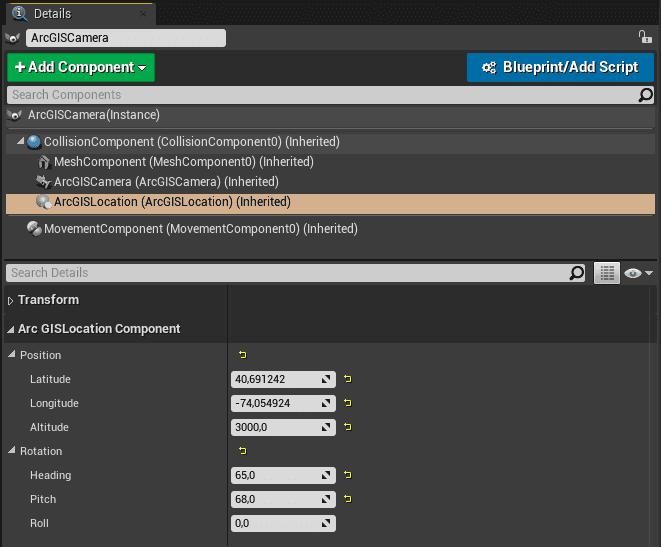 Details
ArcGISCamera
+ Add Component
Blueprint/Add Script
Search Components
ArcGISCamera(Instance)
CollisionComponent (CollisionComponent0) (Inherited)
MeshComponent (MeshComponent0) (Inherited)
ArcGISCamera (ArcGISCamera) (Inherited)
ArcGISLocation (ArcGISLocation) (Inherited)
MovementComponent (MovementComponent0) (Inherited)
Search Details
Transform
Arc GISLocation Component
Position
Latitude 40,691242
Longitude -74,054924
Altitude 3000,0
Rotation
Heading 65,0
Pitch 68,0
Roll 0,0